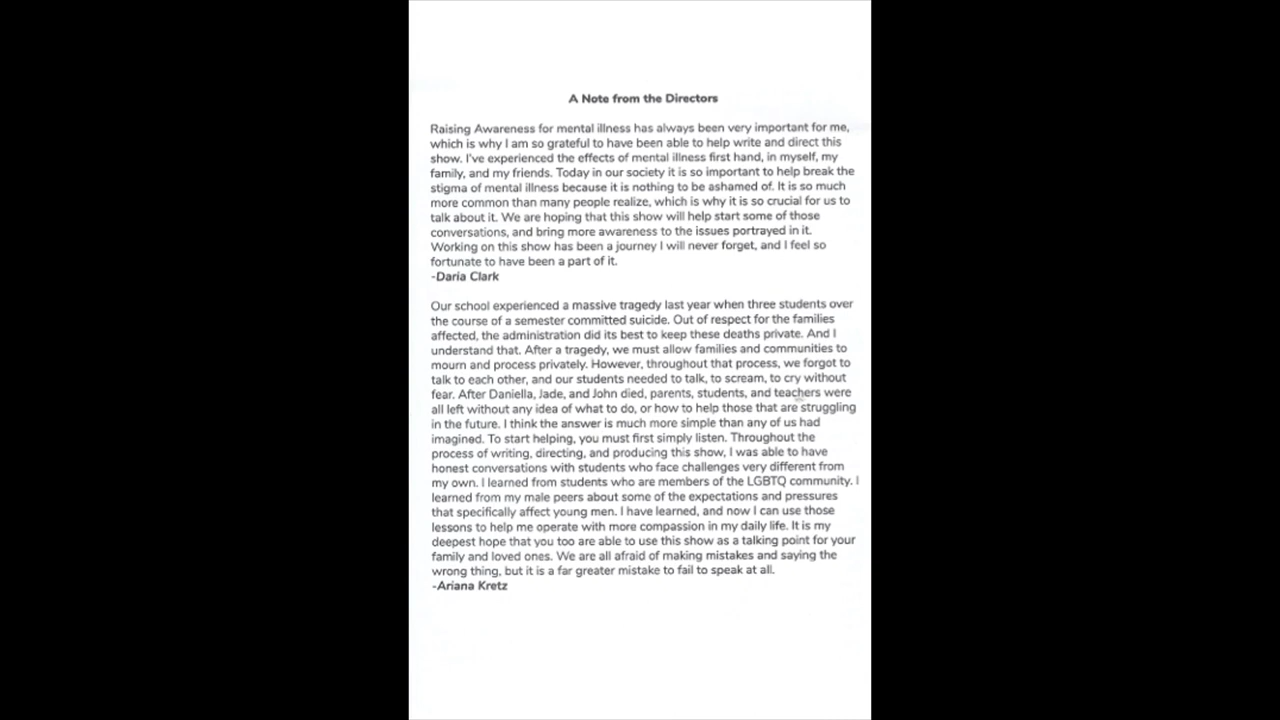 A Note from the Directors
Raising Awareness for mental illness has always been very important for me,
which is why I am so grateful to have been able to help write and direct this
show. I've experienced the effects of mental illness first hand, in myself, my
family, and my friends. Today in our society it is so important to help break the
stigma of mental illness because it is nothing to be ashamed of. It is so much
more common than many people realize, which is why it is so crucial for us to
talk about it. We are hoping that this show will help start some of those
conversations, and bring more awareness to the issues portrayed in it.
Working on this show has been a journey I will never forget, and I feel so
fortunate to have been a part of it.
-Daria Clark
Our school experienced a massive tragedy last year when three students over
the course of a semester committed suicide. Out of respect for the families
affected, the administration did its best to keep these deaths private. And I
understand that. After a tragedy, we must allow families and communities to
mourn and process privately. However, throughout that process, we forgot to
talk to each other, and our students needed to talk, to scream, to cry without
fear. After Daniella, Jade, and John died, parents, students, and teachers were
all left without any idea of what to do, or how to help those that are struggling
in the future. I think the answer is much more simple than any of us had
imagined. To start helping, you must first simply listen. Throughout the
process of writing, directing, and producing this show, I was able to have
honest conversations with students who face challenges very different from
my own. I learned from students who are members of the LGBTQ community. I
learned from my male peers about some of the expectations and pressures
that specifically affect young men. I have learned, and now I can use those
lessons to help me operate with more compassion in my daily life. It is my
deepest hope that you too are able to use this show as a talking point for your
family and loved ones. We are all afraid of making mistakes and saying the
wrong thing, but it is a far greater mistake to fail to speak at all.
-Ariana Kretz